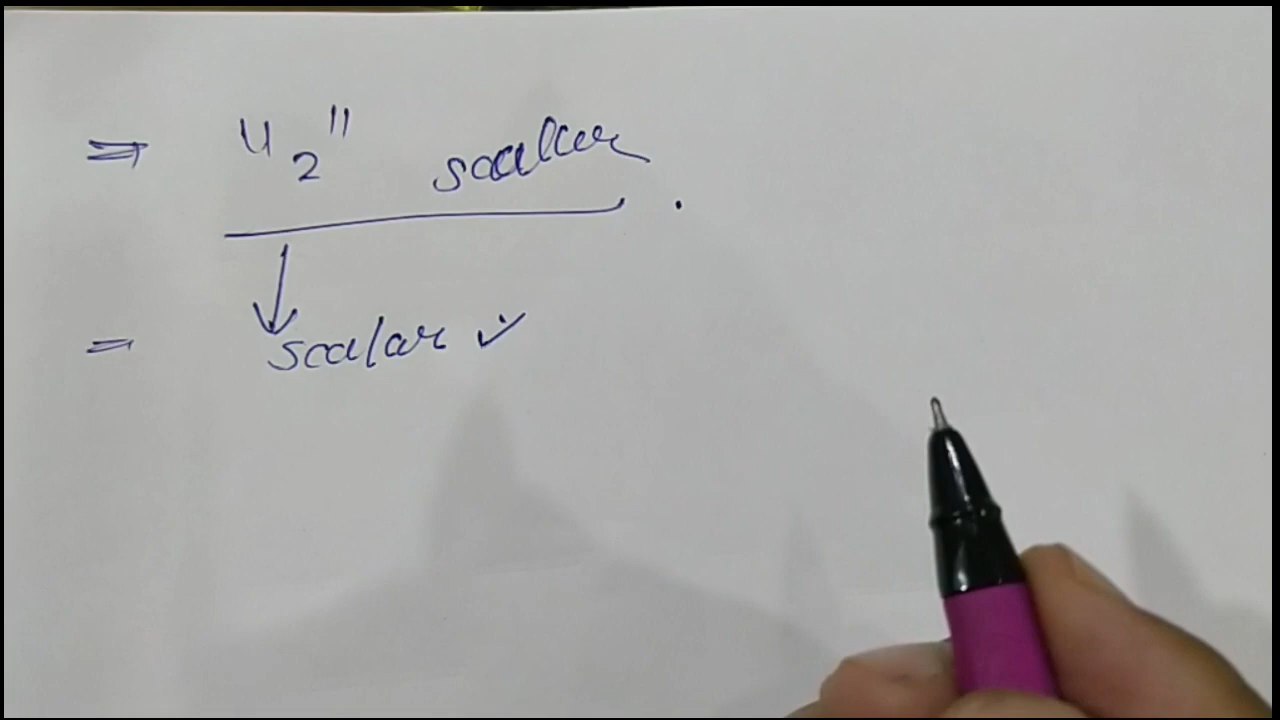 ⇒ "2" scalar.
↓
= scalar ✓